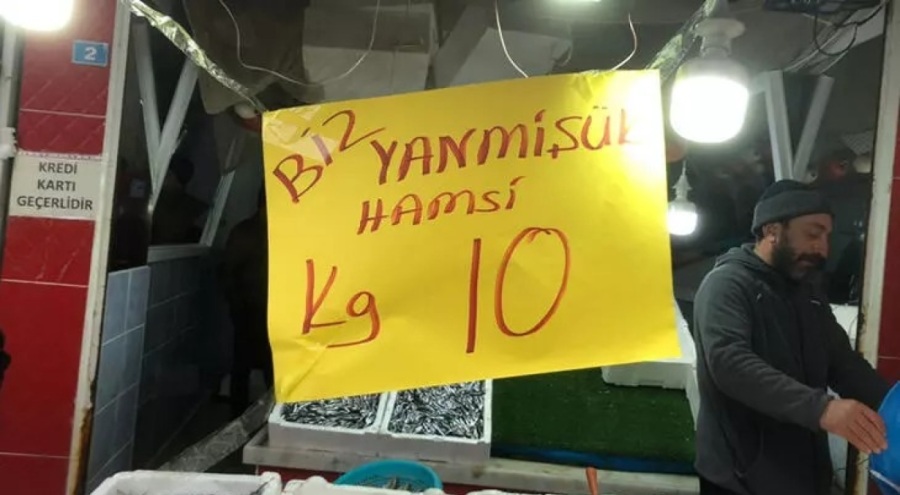 2
KREDİ
KARTI
GEÇERLİDİR
BİZ YANMIŞÜK
HAMSİ
Kg 10